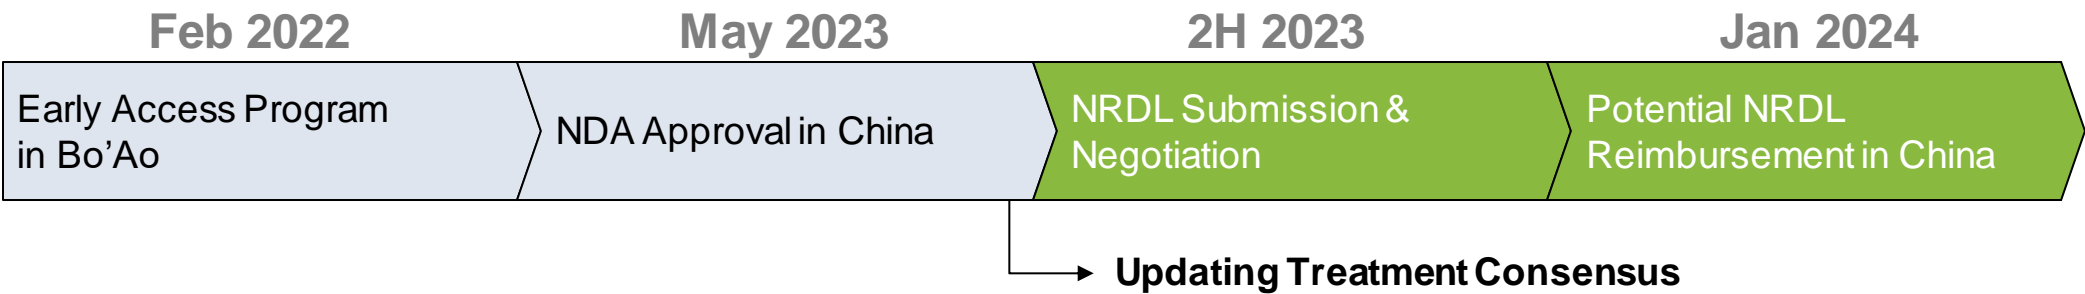 Feb 2022
May 2023
2H 2023
Jan 2024
Early Access Program
in Bo’Ao
NDA Approval in China
NRDL Submission &
Negotiation
Potential NRDL
Reimbursement in China
Updating Treatment Consensus